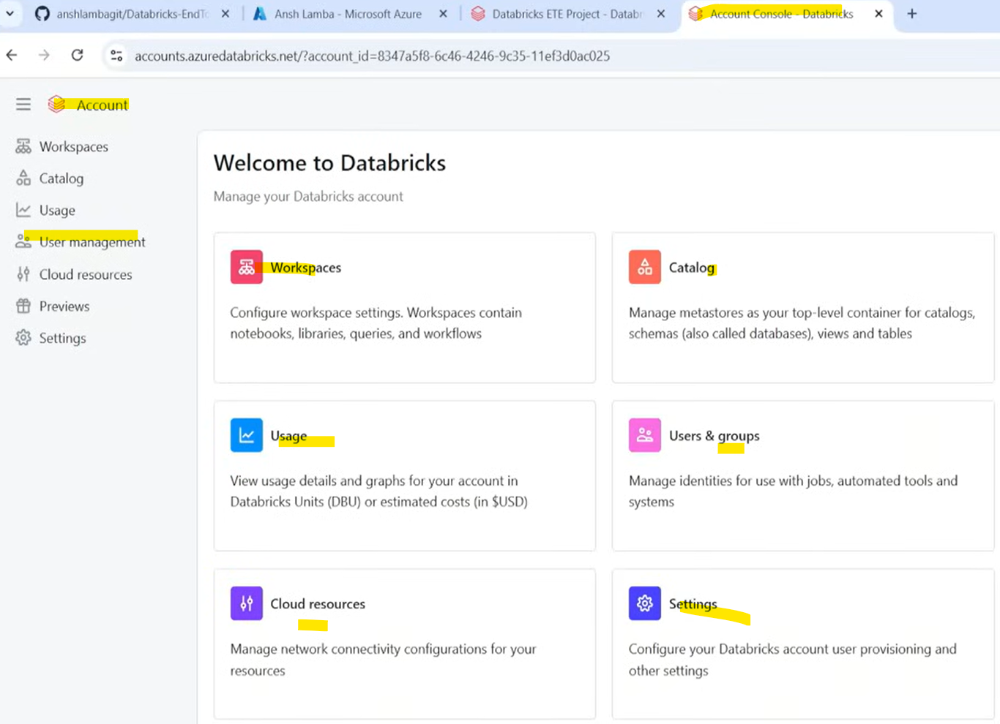 anshlambagit/Databricks-EndTo
Ansh Lamba - Microsoft Azure
Databricks ETE Project - Databr
Account Console - Databricks
accounts.azuredatabricks.net/?account_id=8347a5f8-6c46-4246-9c35-11ef3d0ac025
Account
Workspaces
Catalog
Usage
User management
Cloud resources
Previews
Settings
Welcome to Databricks
Manage your Databricks account
Workspaces
Configure workspace settings. Workspaces contain
notebooks, libraries, queries, and workflows
Catalog
Manage metastores as your top-level container for catalogs,
schemas (also called databases), views and tables
Usage
View usage details and graphs for your account in
Databricks Units (DBU) or estimated costs (in $USD)
Users & groups
Manage identities for use with jobs, automated tools and
systems
Cloud resources
Manage network connectivity configurations for your
resources
Settings
Configure your Databricks account user provisioning and
other settings